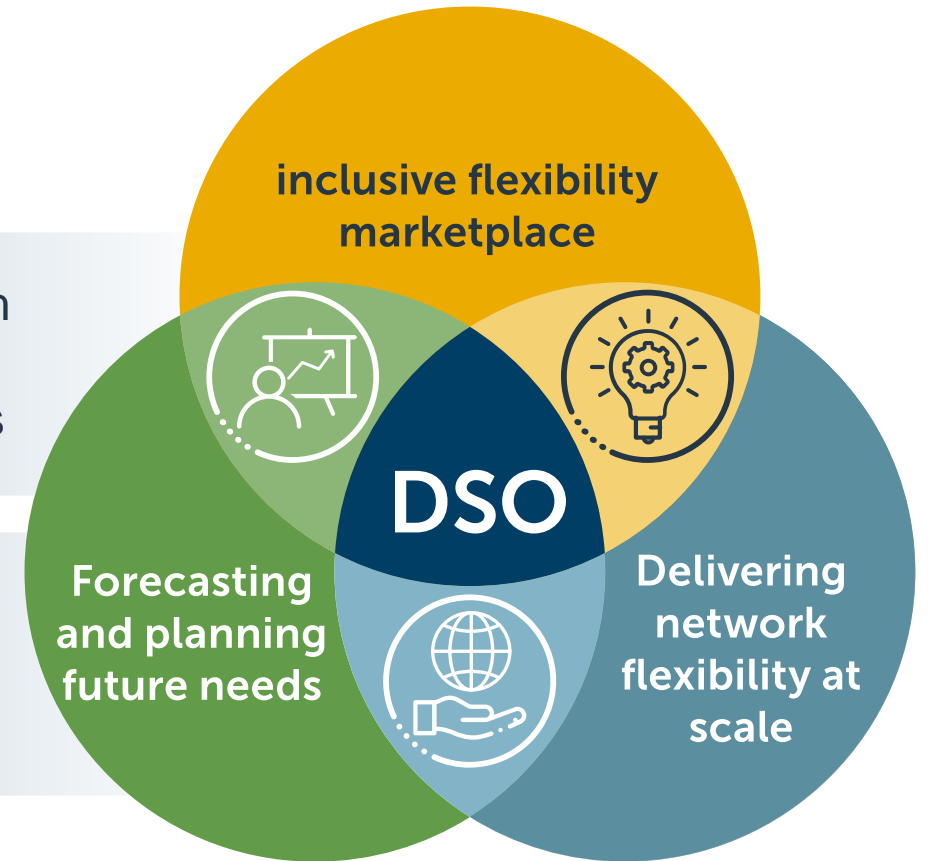 inclusive flexibility
marketplace
DSO
Forecasting
and planning
future needs
Delivering
network
flexibility at
scale